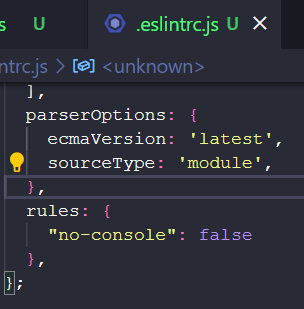 s U .eslintrc.js U ×
ntrc.js > <unknown>
],
parserOptions: {
ecmaVersion: 'latest',
sourceType: 'module',
},
rules: {
"no-console": false
},
};